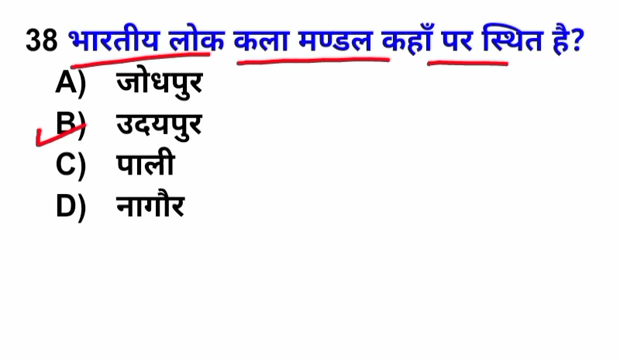 38 भारतीय लोक कला मण्डल कहाँ पर स्थित है?
A) जोधपुर
B) उदयपुर
C) पाली
D) नागौर